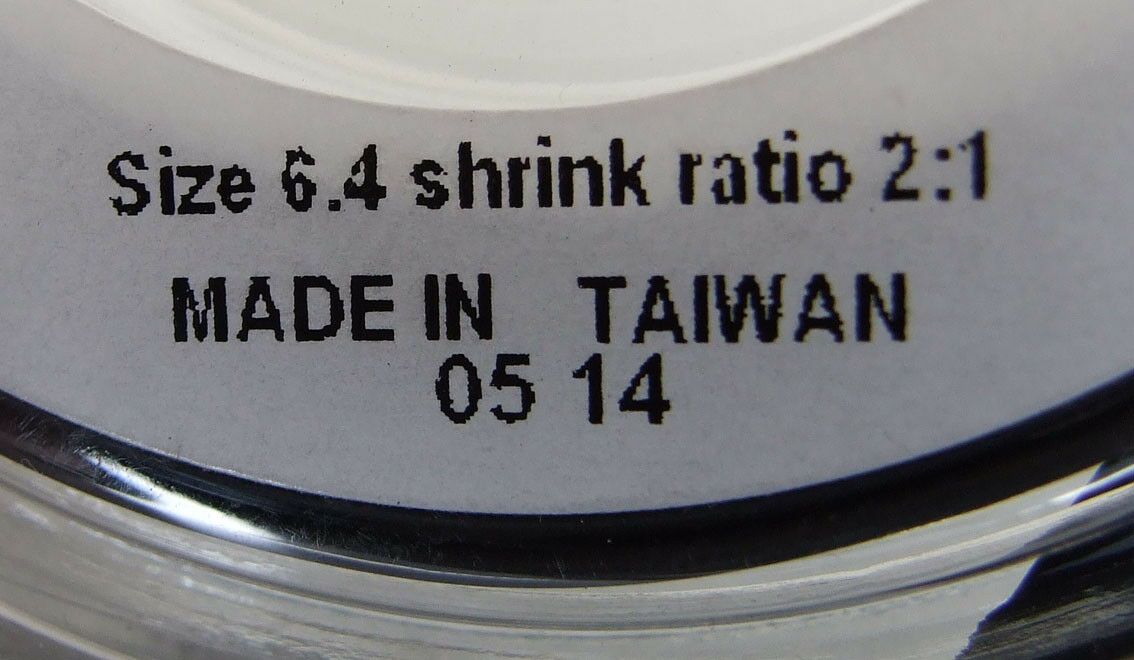 Size 6.4 shrink ratio 2:1
MADE IN TAIWAN
05 14